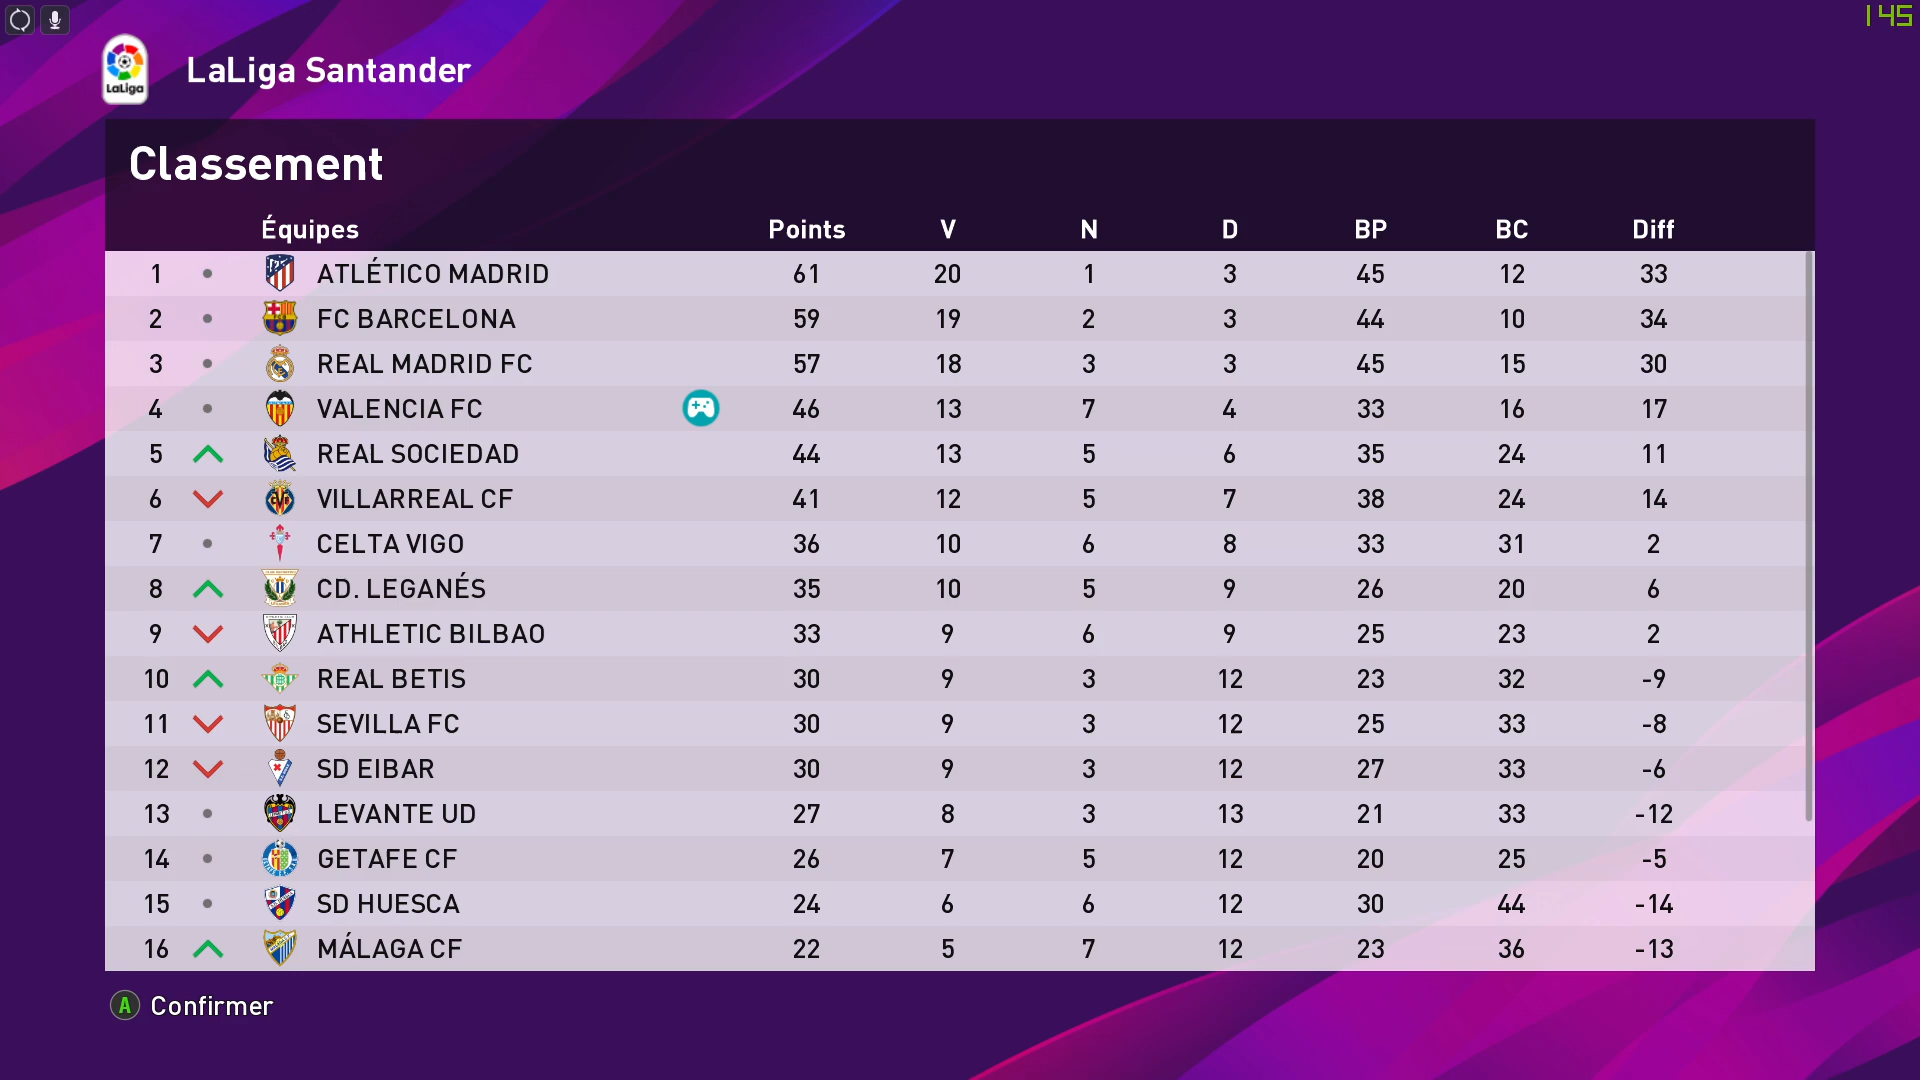 145
LaLiga
LaLiga Santander
Classement
Équipes Points V N D BP BC Diff
1 ATLÉTICO MADRID 61 20 1 3 45 12 33
2 FC BARCELONA 59 19 2 3 44 10 34
3 REAL MADRID FC 57 18 3 3 45 15 30
4 VALENCIA FC 46 13 7 4 33 16 17
5 REAL SOCIEDAD 44 13 5 6 35 24 11
6 VILLARREAL CF 41 12 5 7 38 24 14
7 CELTA VIGO 36 10 6 8 33 31 2
8 CD. LEGANÉS 35 10 5 9 26 20 6
9 ATHLETIC BILBAO 33 9 6 9 25 23 2
10 REAL BETIS 30 9 3 12 23 32 -9
11 SEVILLA FC 30 9 3 12 25 33 -8
12 SD EIBAR 30 9 3 12 27 33 -6
13 LEVANTE UD 27 8 3 13 21 33 -12
14 GETAFE CF 26 7 5 12 20 25 -5
15 SD HUESCA 24 6 6 12 30 44 -14
16 MÁLAGA CF 22 5 7 12 23 36 -13
A Confirmer